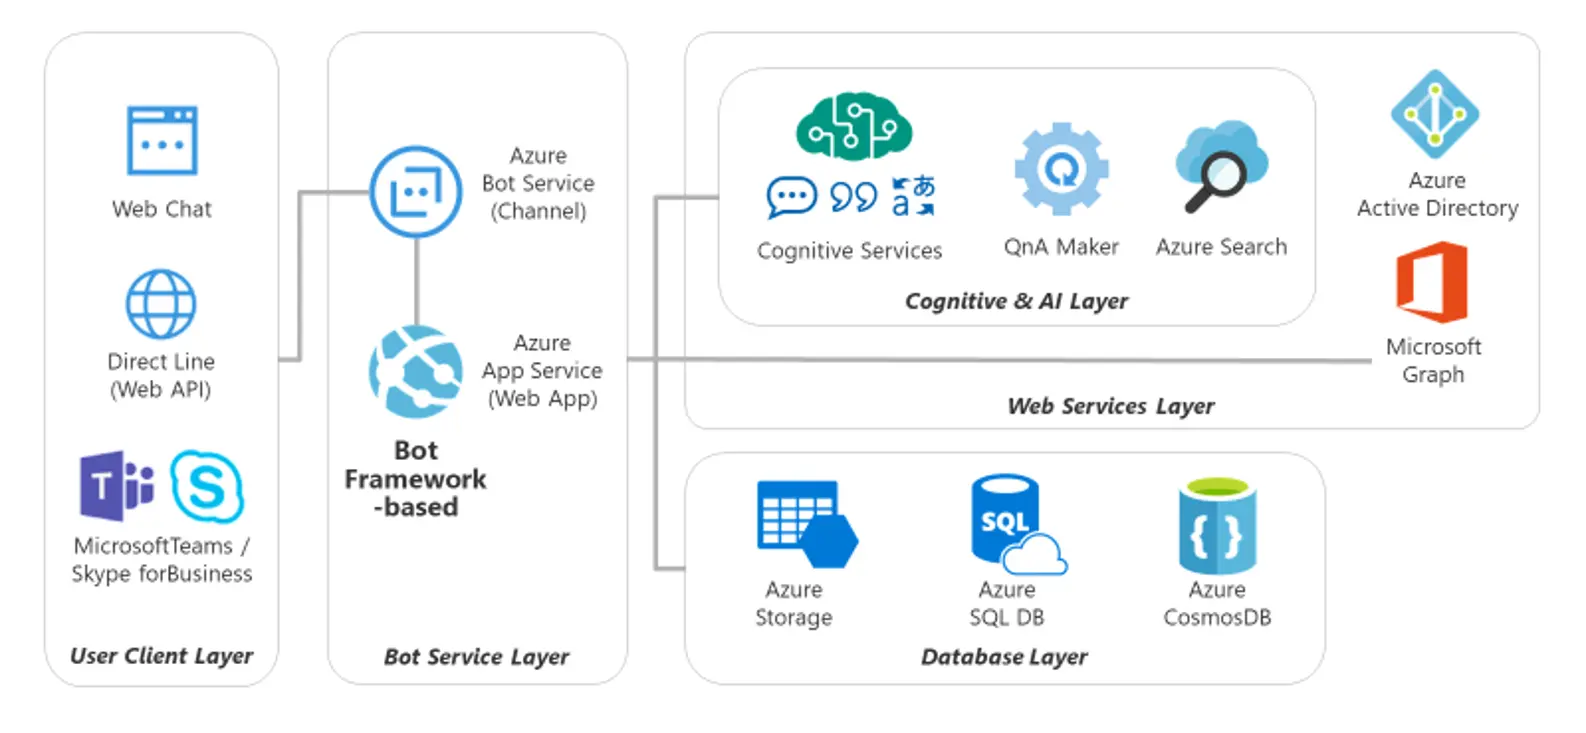 Web Chat
Direct Line
(Web API)
T
S
MicrosoftTeams /
Skype forBusiness
User Client Layer
Azure
Bot Service
(Channel)
Azure
App Service
(Web App)
Bot
Framework
-based
Bot Service Layer
あ
a
Cognitive Services
QnA Maker
Azure Search
Cognitive & AI Layer
Azure
Active Directory
Microsoft
Graph
Web Services Layer
Azure
Storage
SQL
Azure
SQL DB
{ }
Azure
CosmosDB
Database Layer